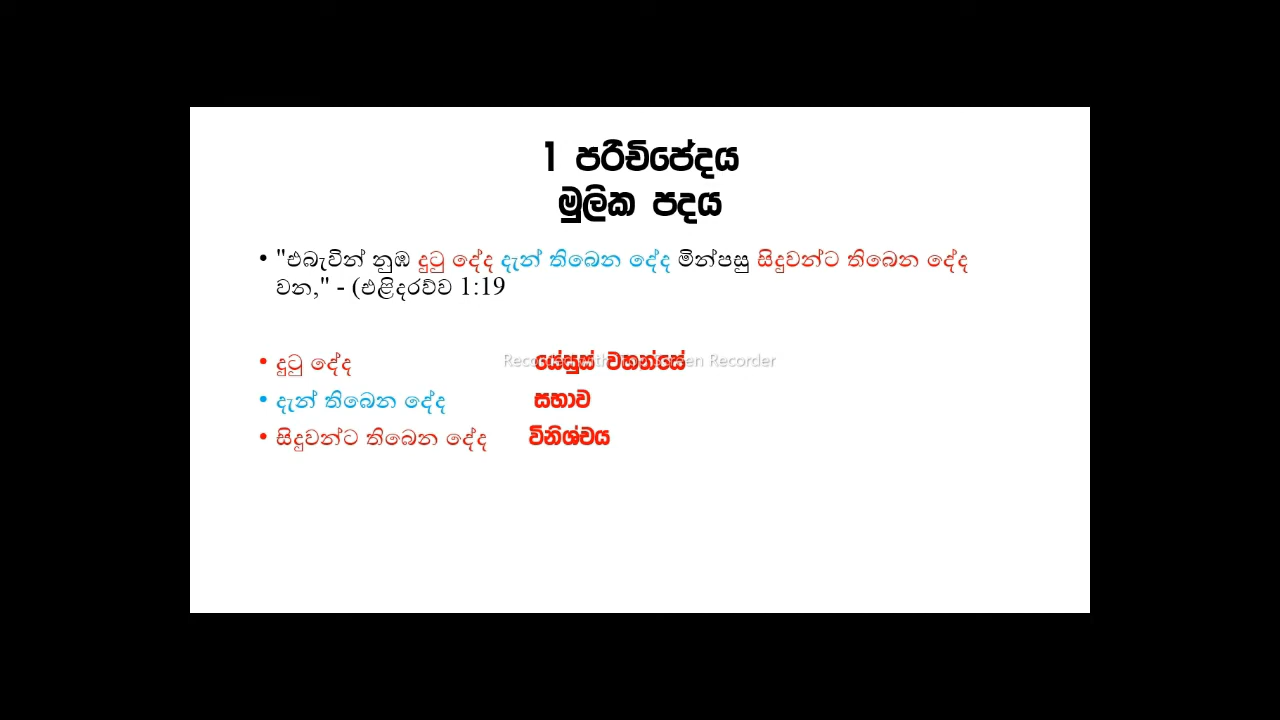 1 පරිච්පේදය
මුලික පදය
• "එබැවින් නුඹ දුටු දේද දැන් තිබෙන දේද මින්පසු සිදුවන්ට තිබෙන දේද
වන," - (එළිදරව්ව 1:19
• දුටු දේද යේසුස් වහන්සේ
• දැන් තිබෙන දේද සභාව
• සිදුවන්ට තිබෙන දේද විනිශ්චය